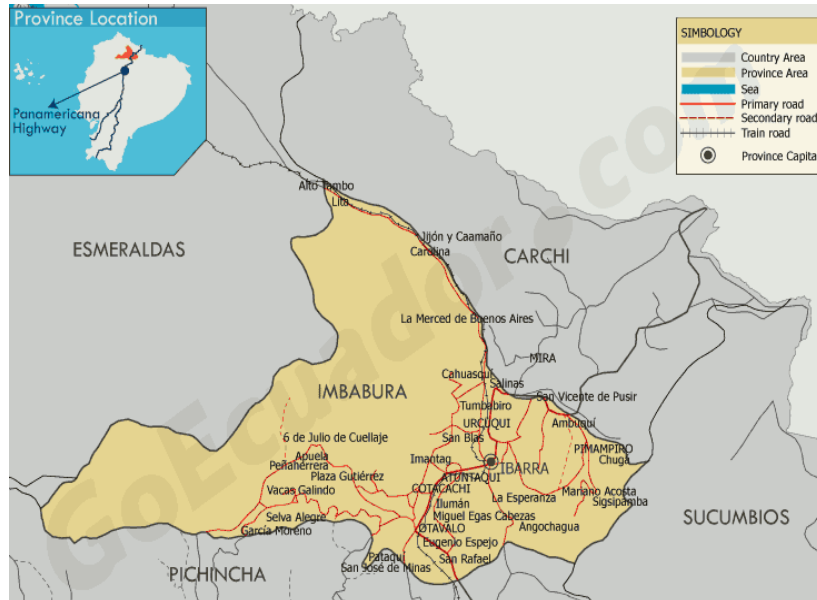 Province Location
Panamericana
Highway
SIMBOLOGY
Country Area
Province Area
Sea
Primary road
Secondary road
Train road
Province Capital
GoEcuador.com
Alto Tambo
Lita
ESMERALDAS
Jijón y Caamaño
Carolina
CARCHI
La Merced de Buenos Aires
MIRA
Cahuasquí
Salinas
IMBABURA
San Vicente de Pusir
Tumbabiro
URCUQUI
Ambuquí
6 de Julio de Cuellaje
San Blas
PIMAMPIRO
Apuela
Imantag
Chuga
Peñaherrera
IBARRA
Plaza Gutiérrez
ATUNTAQUI
Vacas Galindo
COTACACHI
La Esperanza
Mariano Acosta
Sigsipamba
Ilumán
Selva Alegre
Miguel Egas Cabezas
SUCUMBIOS
García Moreno
OTAVALO
Angochagua
Eugenio Espejo
Pataquí
San Rafael
San José de Minas
PICHINCHA